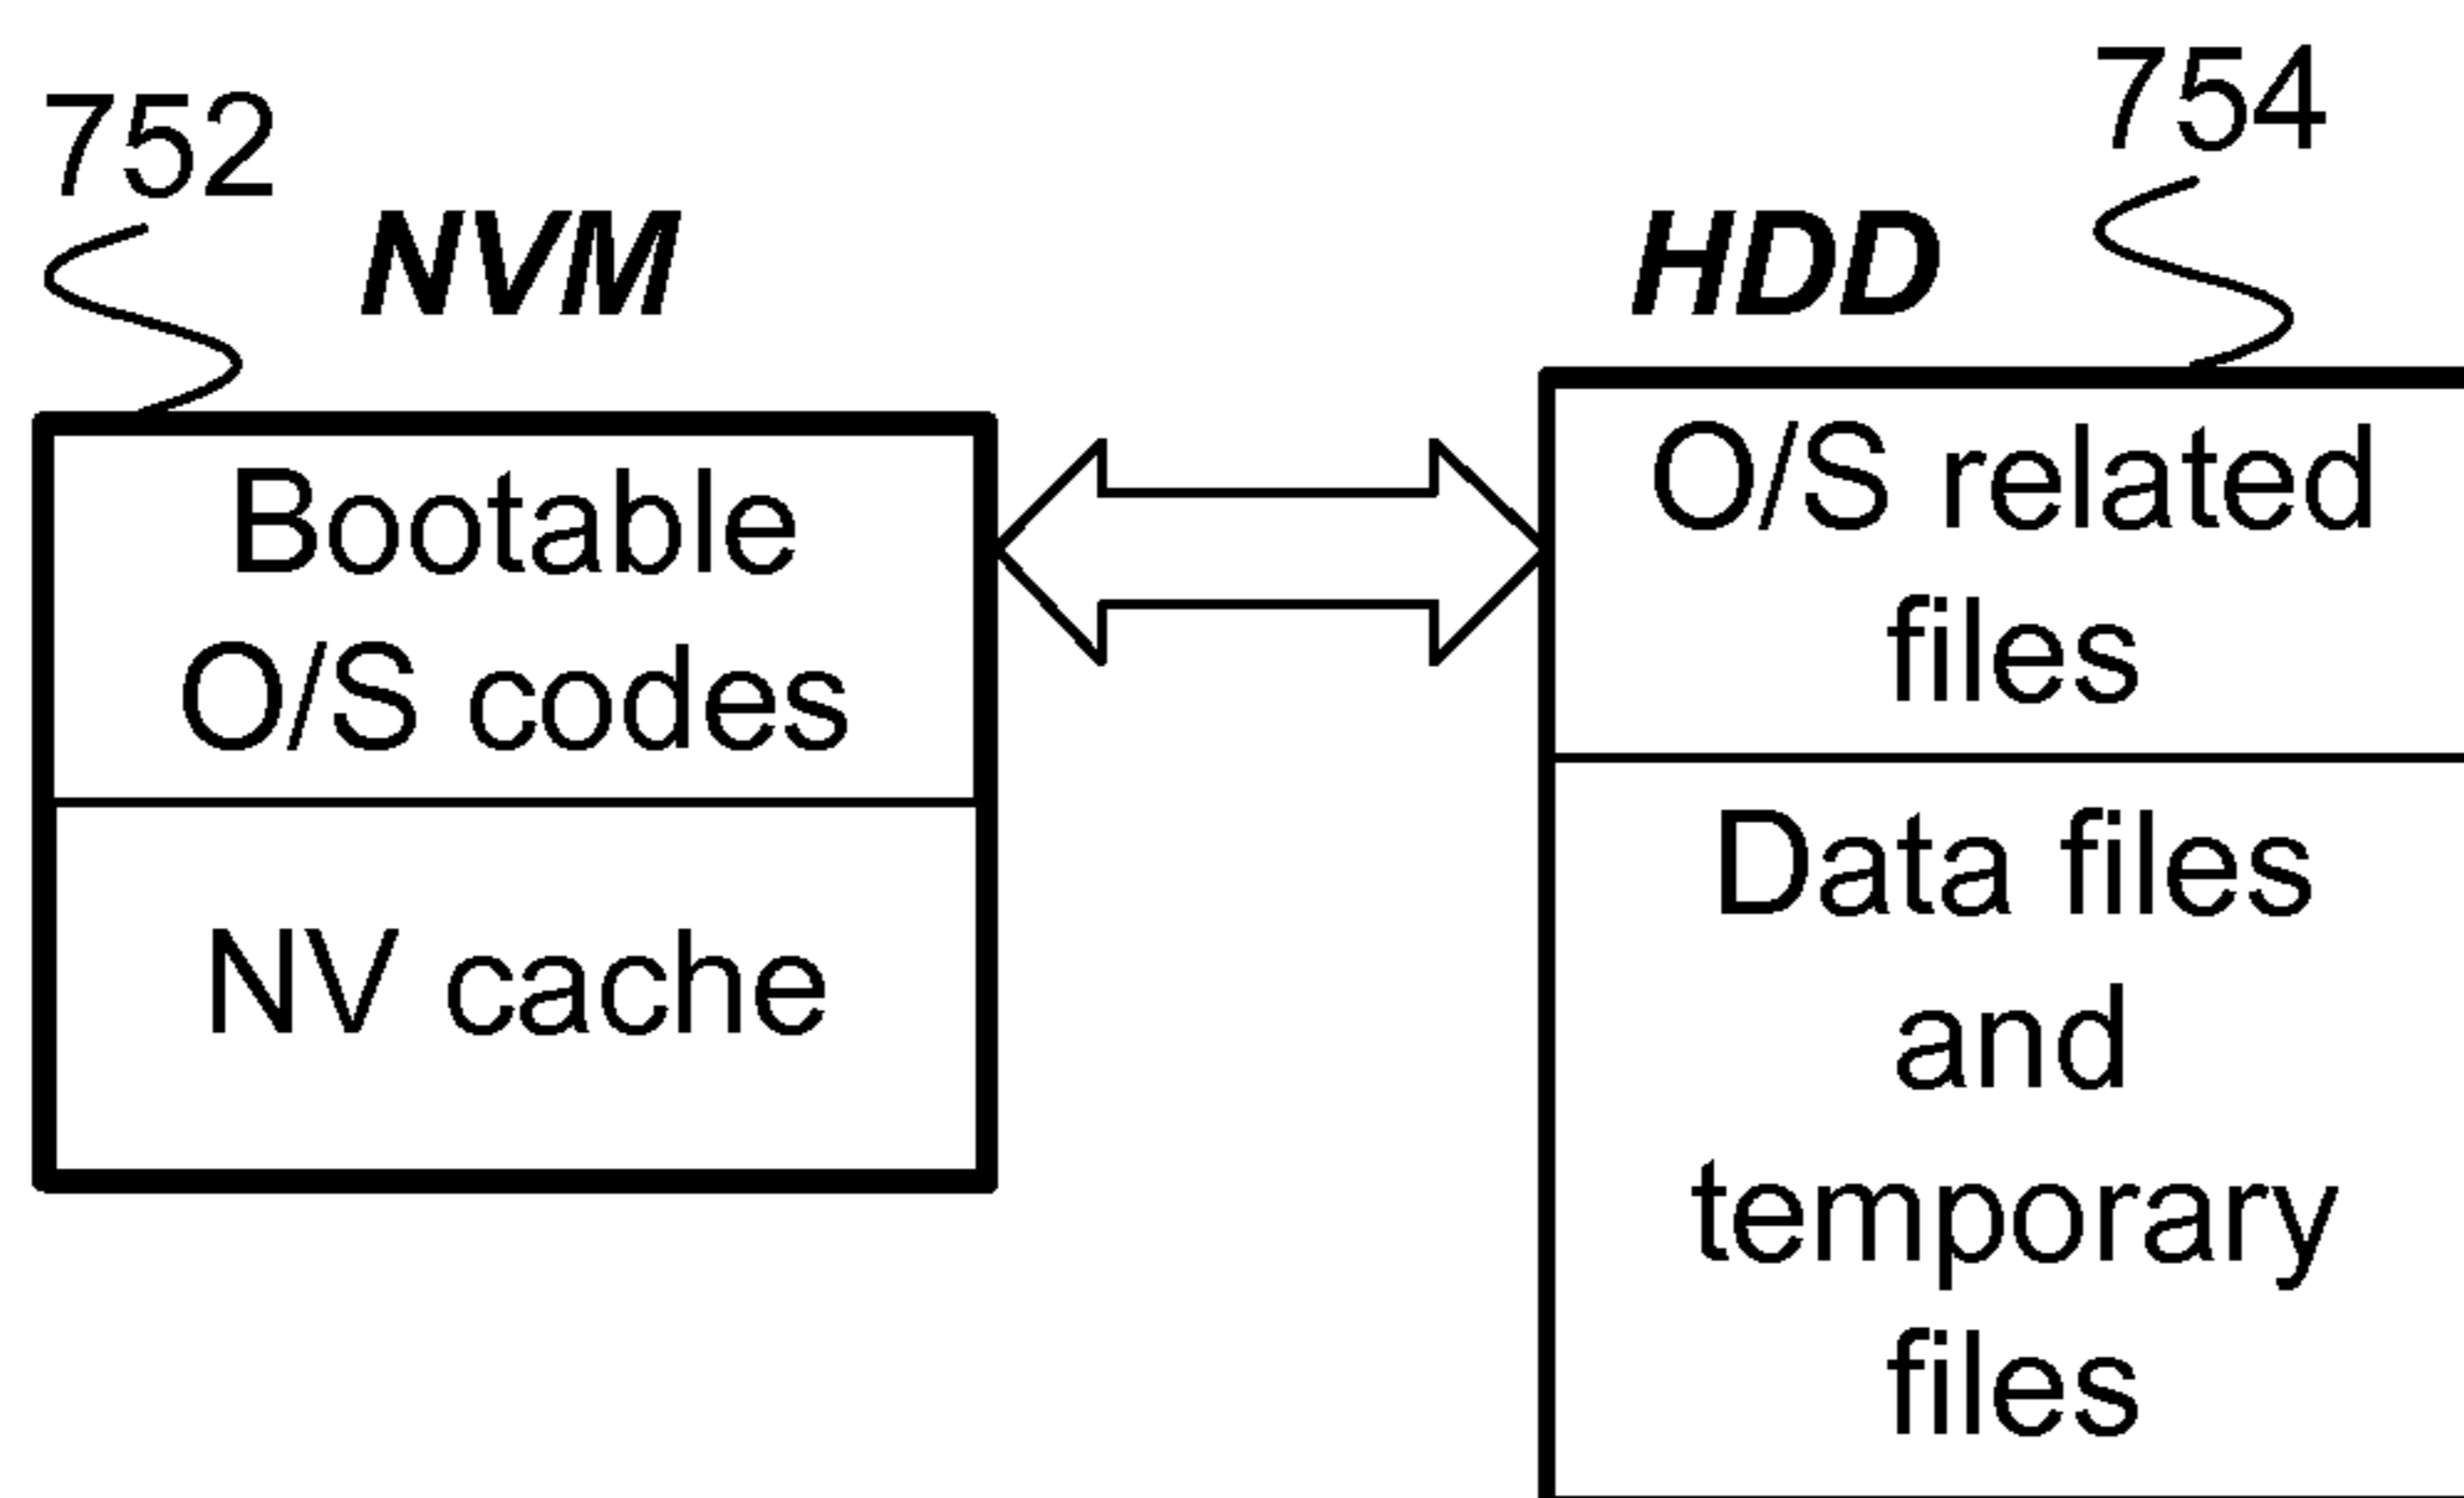 752
NVM
Bootable
O/S codes
NV cache
754
HDD
O/S related
files
Data files
and
temporary
files